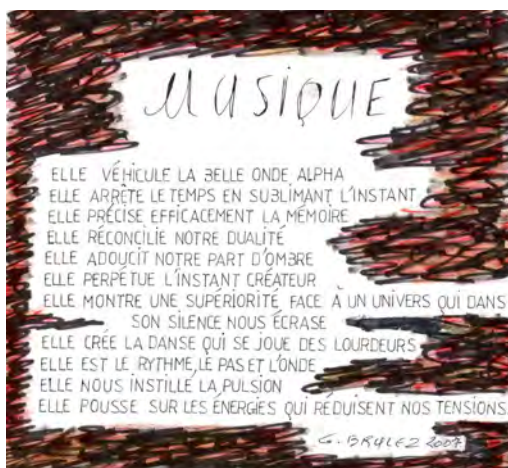 MUSIQUE
ELLE VÉHICULE LA BELLE ONDE ALPHA
ELLE ARRÊTE LE TEMPS EN SUBLIMANT L'INSTANT
ELLE PRÉCISE EFFICACEMENT LA MÉMOIRE
ELLE RÉCONCILIE NOTRE DUALITÉ
ELLE ADOUCIT NOTRE PART D'OMBRE
ELLE PERPÉTUE L'INSTANT CRÉATEUR
ELLE MONTRE UNE SUPÉRIORITÉ FACE À UN UNIVERS QUI DANS
SON SILENCE NOUS ÉCRASE
ELLE CRÉE LA DANSE QUI SE JOUE DES LOURDEURS
ELLE EST LE RYTHME, LE PAS ET L'ONDE
ELLE NOUS INSTILLE LA PULSION
ELLE POUSSE SUR LES ÉNERGIES QUI RÉDUISENT NOS TENSIONS.
G. BRULEZ 2007